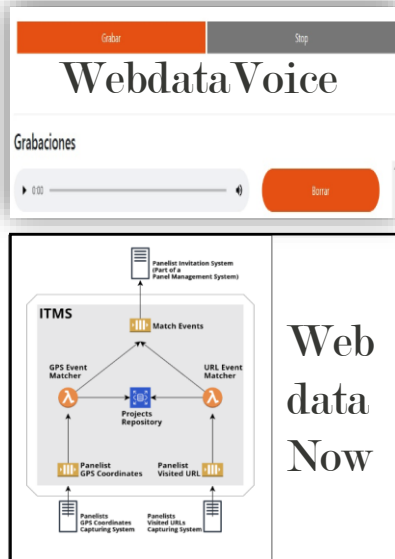 Grabar
Stop
WebdataVoice
Grabaciones
0:00
Borrar
Panelist Invitation System
(Part of a
Panel Management System)
ITMS
Match Events
GPS Event
Matcher
URL Event
Matcher
Projects
Repository
Panelist
GPS Coordinates
Panelist
Visited URL
Panelists
GPS Coordinates
Capturing System
Panelists
Visited URLs
Capturing System
Web
data
Now